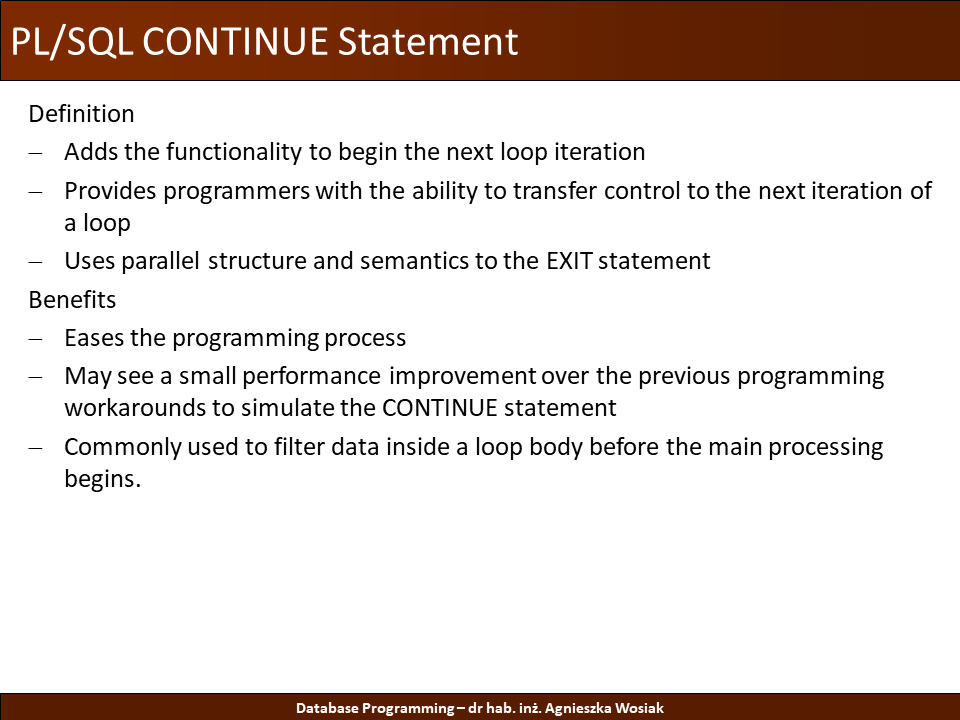 PL/SQL CONTINUE Statement
Definition
– Adds the functionality to begin the next loop iteration
– Provides programmers with the ability to transfer control to the next iteration of
a loop
– Uses parallel structure and semantics to the EXIT statement
Benefits
– Eases the programming process
– May see a small performance improvement over the previous programming
workarounds to simulate the CONTINUE statement
– Commonly used to filter data inside a loop body before the main processing
begins.
Database Programming – dr hab. inż. Agnieszka Wosiak